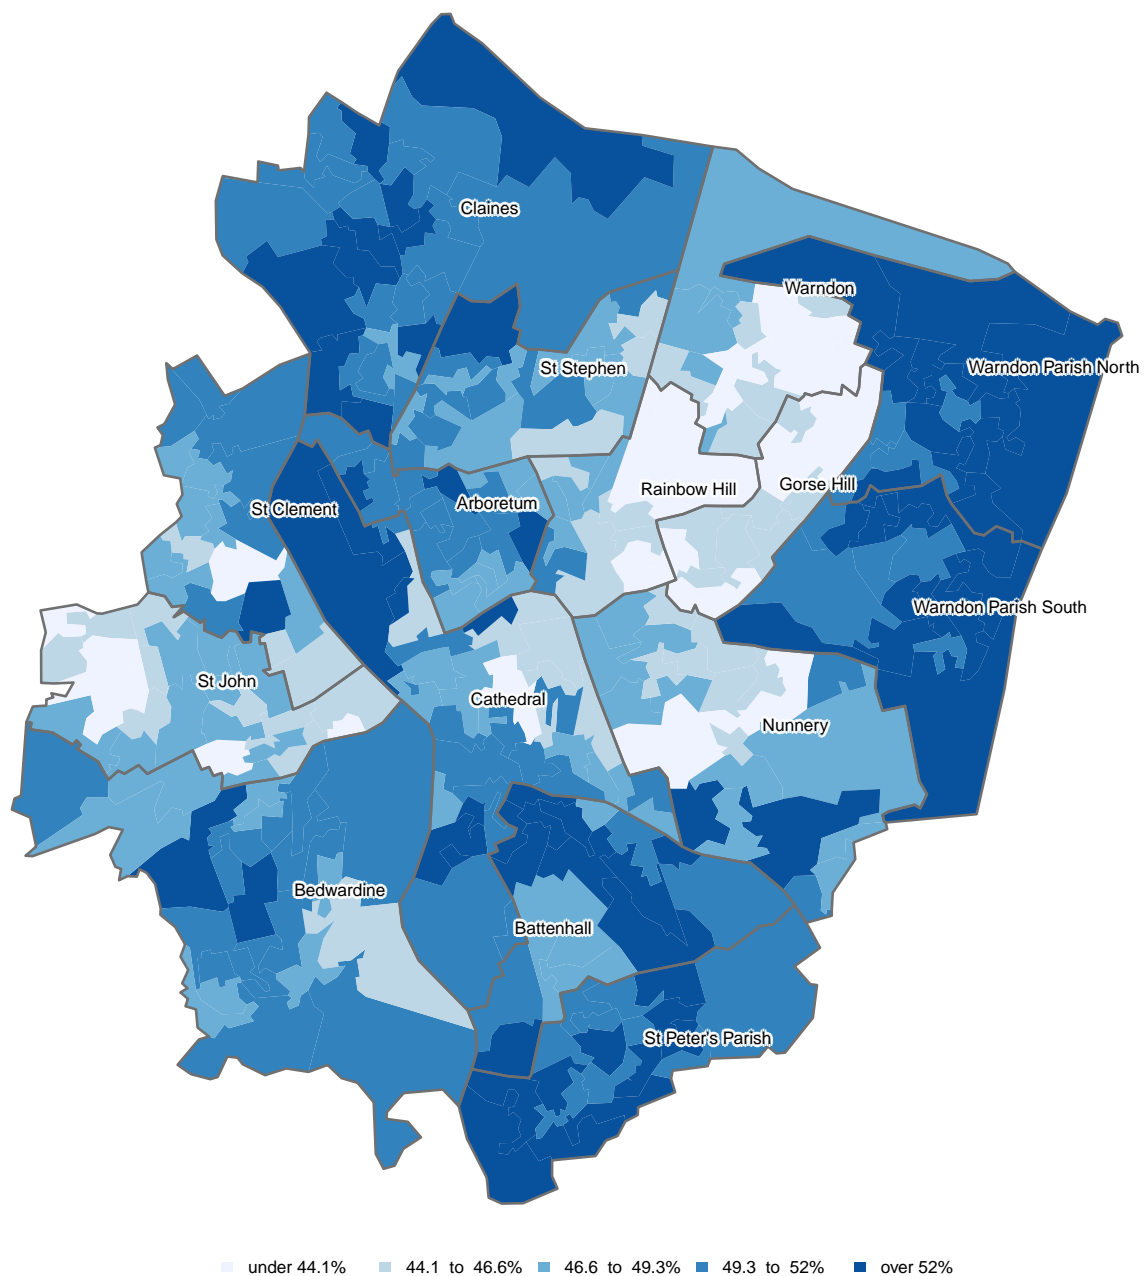 Claines
Warndon
St Stephen
Warndon Parish North
Rainbow Hill
Gorse Hill
Arboretum
St Clement
Warndon Parish South
St John
Cathedral
Nunnery
Bedwardine
Battenhall
St Peter's Parish
under 44.1%
44.1 to 46.6%
46.6 to 49.3%
49.3 to 52%
over 52%